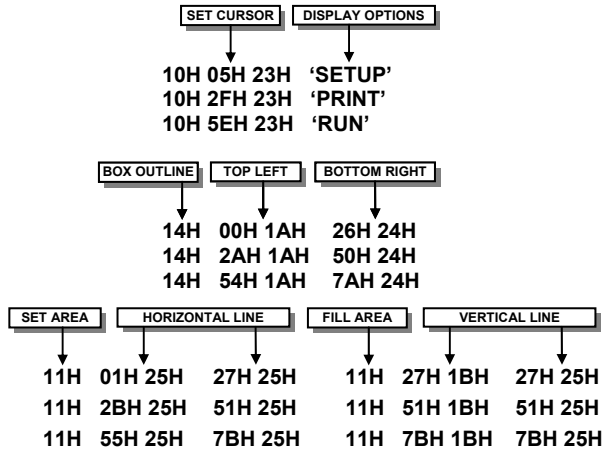 SET CURSOR DISPLAY OPTIONS
10H 05H 23H ‘SETUP’
10H 2FH 23H ‘PRINT’
10H 5EH 23H ‘RUN’
BOX OUTLINE TOP LEFT BOTTOM RIGHT
14H 00H 1AH 26H 24H
14H 2AH 1AH 50H 24H
14H 54H 1AH 7AH 24H
SET AREA HORIZONTAL LINE FILL AREA VERTICAL LINE
11H 01H 25H 27H 25H 11H 27H 1BH 27H 25H
11H 2BH 25H 51H 25H 11H 51H 1BH 51H 25H
11H 55H 25H 7BH 25H 11H 7BH 1BH 7BH 25H